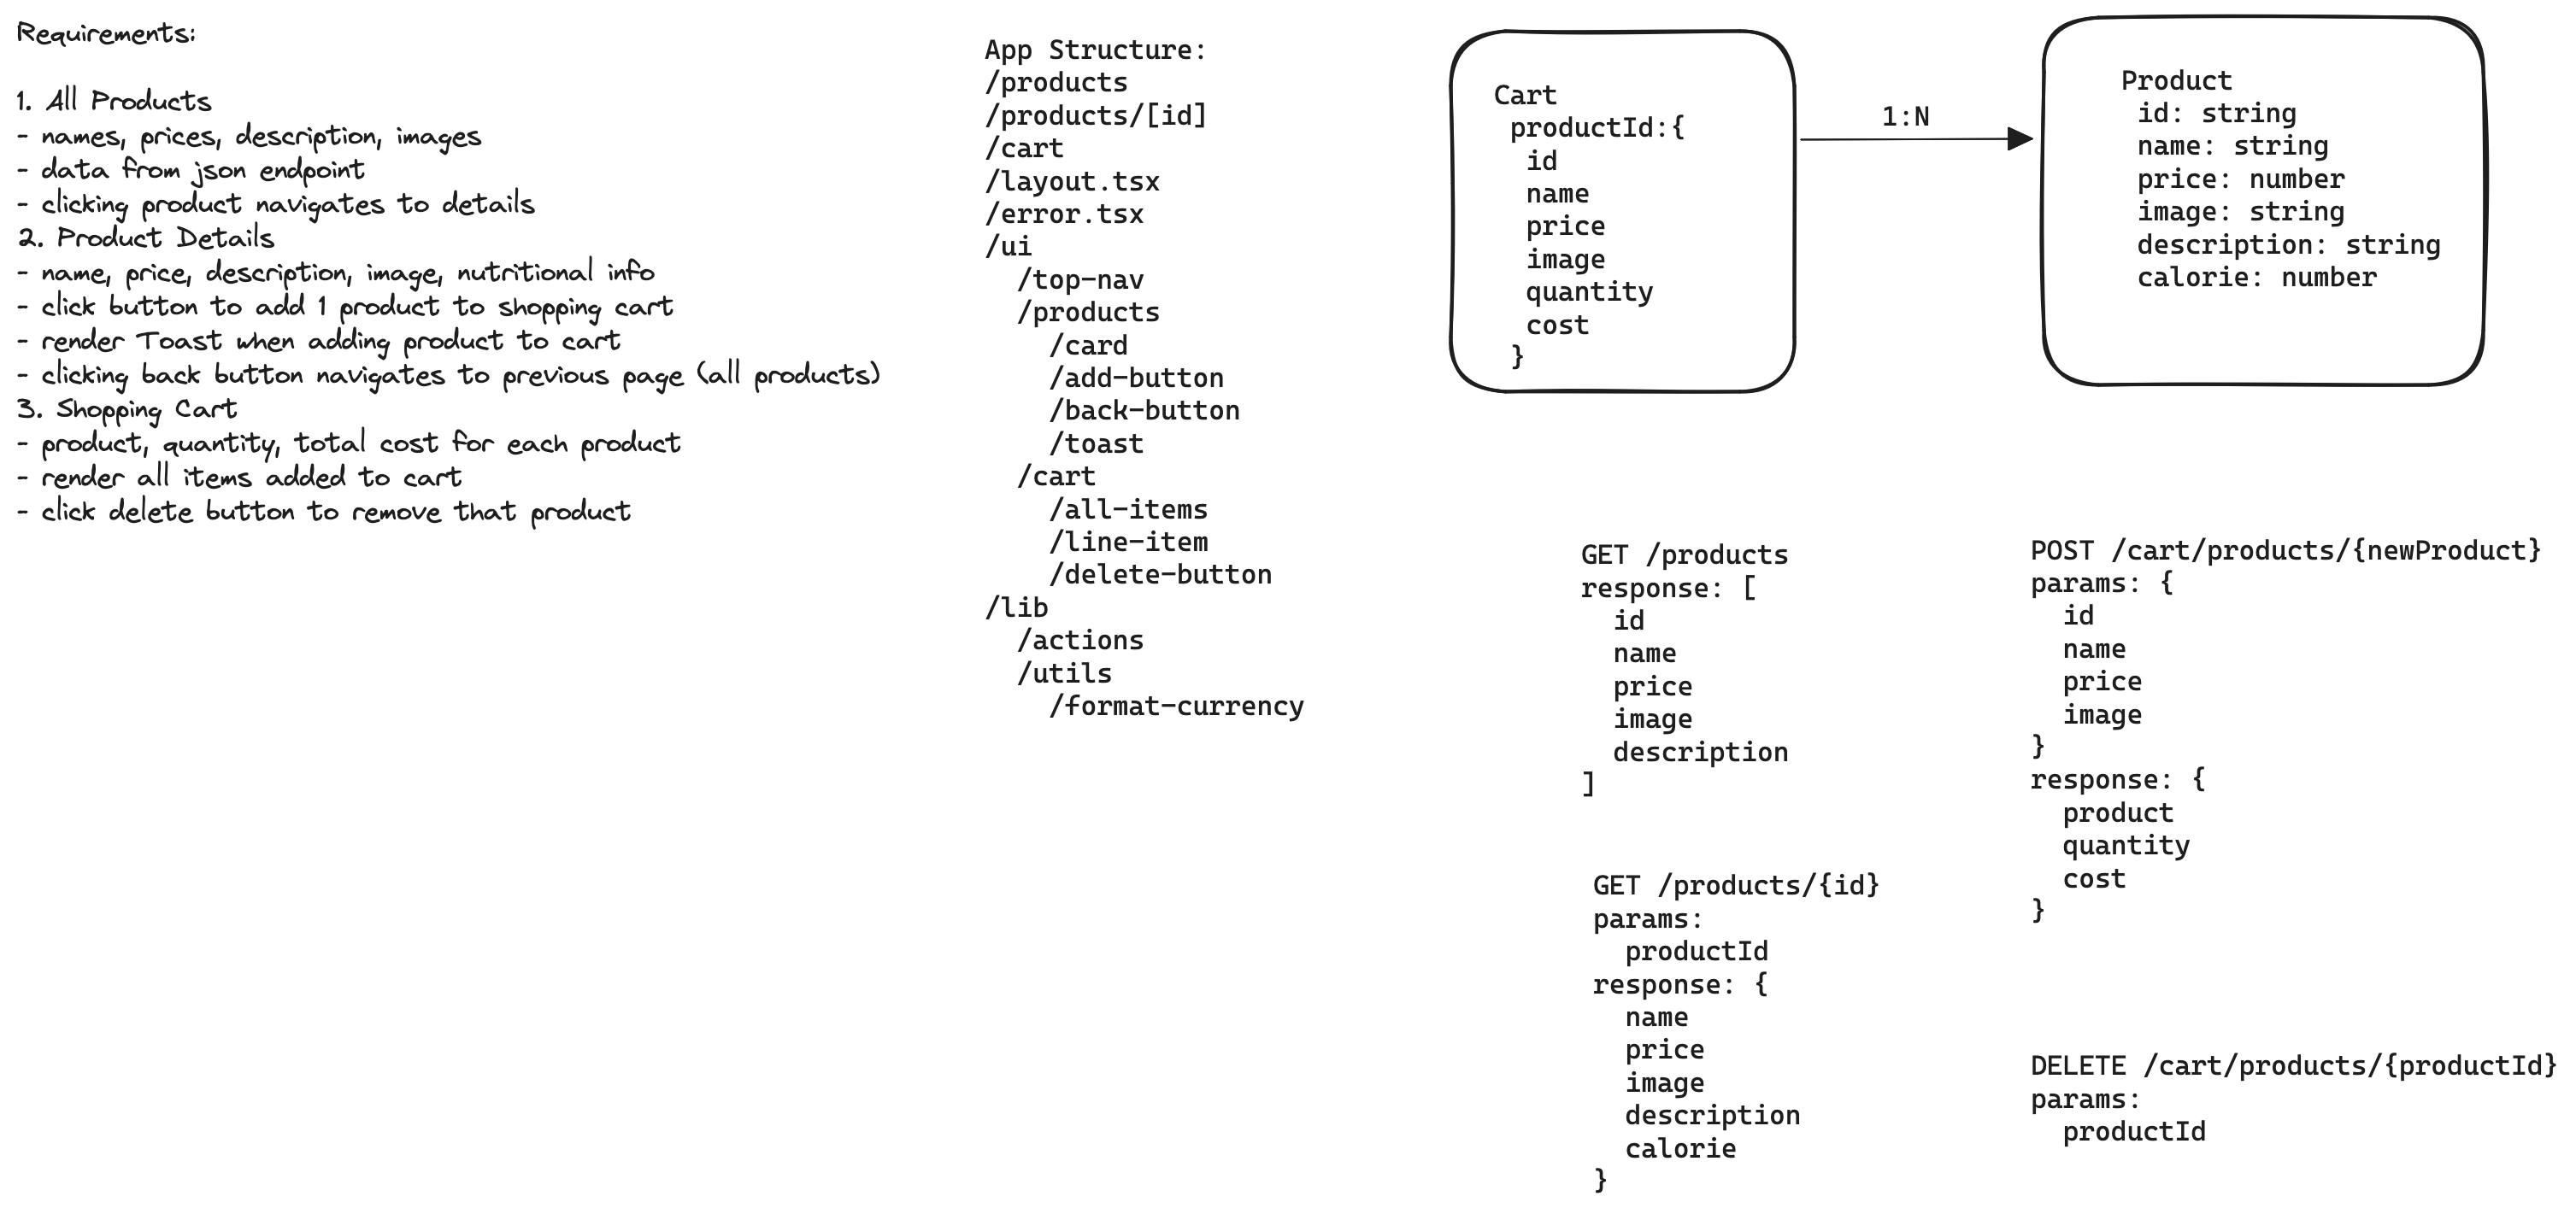 Requirements:
1. All Products
- names, prices, description, images
- data from json endpoint
- clicking product navigates to details
2. Product Details
- name, price, description, image, nutritional info
- click button to add 1 product to shopping cart
- render Toast when adding product to cart
- clicking back button navigates to previous page (all products)
3. Shopping Cart
- product, quantity, total cost for each product
- render all items added to cart
- click delete button to remove that product
App Structure:
/products
/products/[id]
/cart
/layout.tsx
/error.tsx
/ui
/top-nav
/products
/card
/add-button
/back-button
/toast
/cart
/all-items
/line-item
/delete-button
/lib
/actions
/utils
/format-currency
Cart
productId:{
id
name
price
image
quantity
cost
}
1:N
Product
id: string
name: string
price: number
image: string
description: string
calorie: number
GET /products
response: [
id
name
price
image
description
]
GET /products/{id}
params:
productId
response: {
name
price
image
description
calorie
}
POST /cart/products/{newProduct}
params: {
id
name
price
image
}
response: {
product
quantity
cost
}
DELETE /cart/products/{productId}
params:
productId